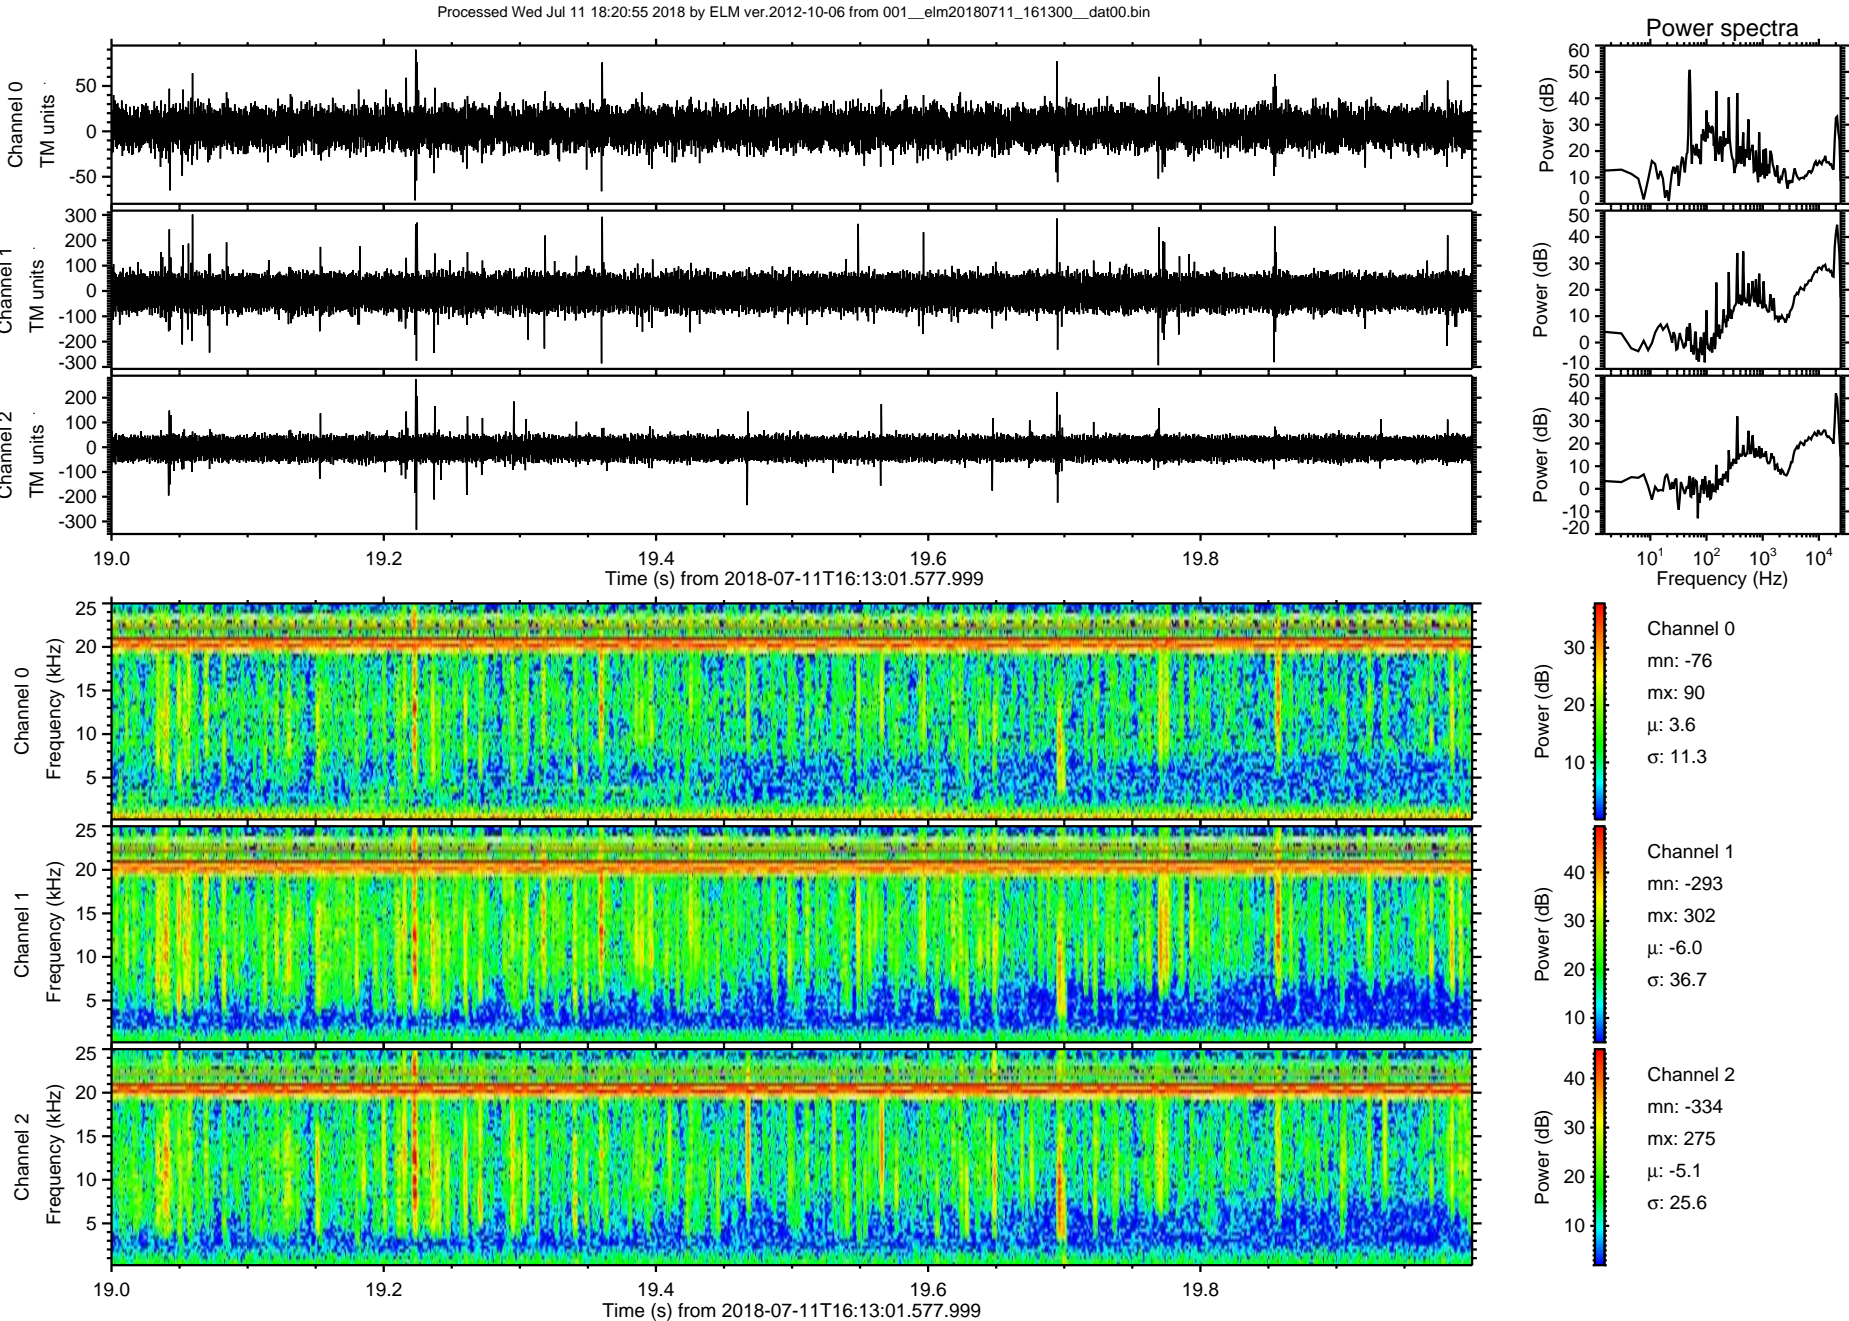 Processed Wed Jul 11 18:20:55 2018 by ELM ver.2012-10-06 from 001__elm20180711_161300__dat00.bin
Power spectra
Channel 0
TM units
50
0
-50
Power (dB)
60
50
40
30
20
10
0
Channel 1
TM units
300
200
100
0
-100
-200
-300
Power (dB)
50
40
30
20
10
0
-10
Channel 2
TM units
200
100
0
-100
-200
-300
Power (dB)
50
40
30
20
10
0
-10
-20
19.0 19.2 19.4 19.6 19.8
Time (s) from 2018-07-11T16:13:01.577.999
10¹ 10² 10³ 10⁴
Frequency (Hz)
Channel 0
Frequency (kHz)
25
20
15
10
5
Power (dB)
30
20
10
Channel 0
mn: -76
mx: 90
μ: 3.6
σ: 11.3
Channel 1
Frequency (kHz)
25
20
15
10
5
Power (dB)
40
30
20
10
Channel 1
mn: -293
mx: 302
μ: -6.0
σ: 36.7
Channel 2
Frequency (kHz)
25
20
15
10
5
Power (dB)
40
30
20
10
Channel 2
mn: -334
mx: 275
μ: -5.1
σ: 25.6
19.0 19.2 19.4 19.6 19.8
Time (s) from 2018-07-11T16:13:01.577.999